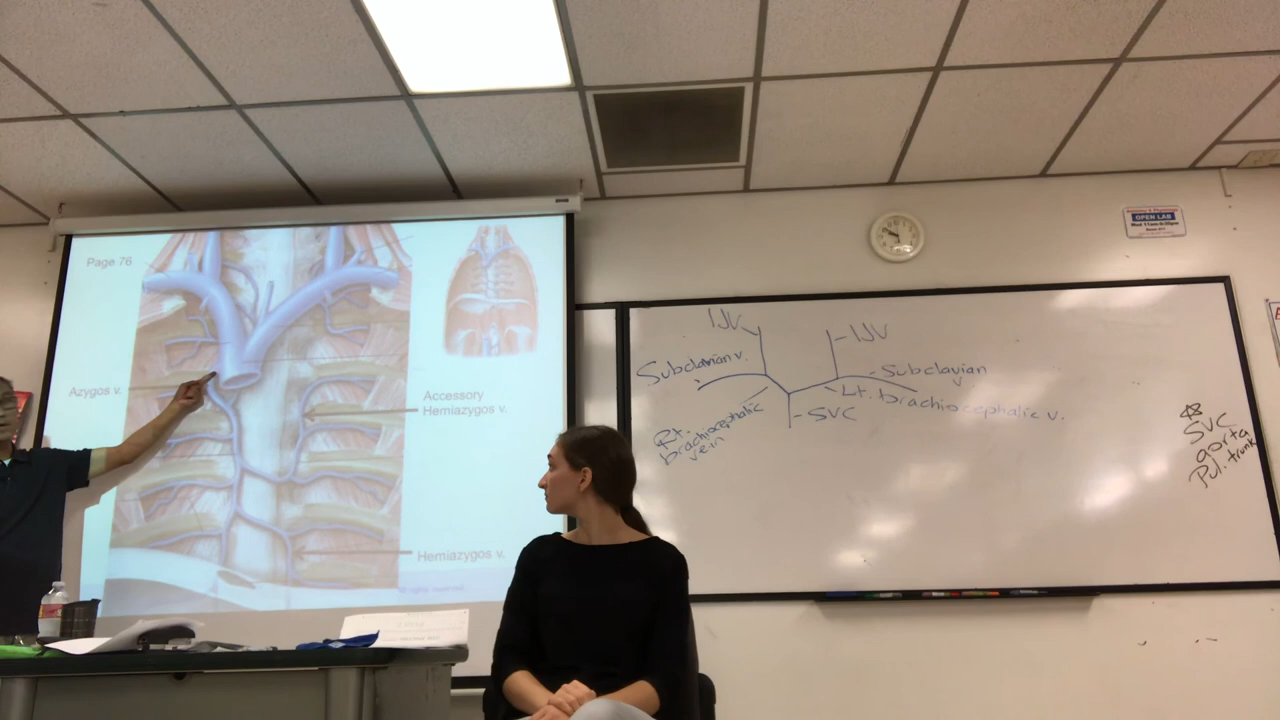 Page 76
Azygos v.
Accessory
Hemiazygos v.
Hemiazygos v.
IJV
IJV
Subclavian v.
Subclavian
Lt. brachiocephalic v.
SVC
Rt.
brachiocephalic
vein
SVC
aorta
Pul. trunk
OPEN LAB